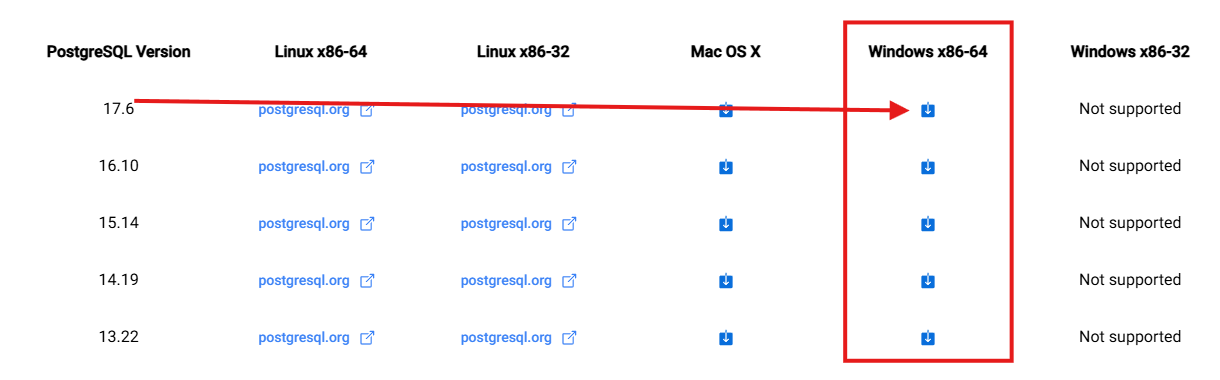 PostgreSQL Version Linux x86-64 Linux x86-32 Mac OS X Windows x86-64 Windows x86-32
17.6 postgresql.org postgresql.org Not supported
16.10 postgresql.org postgresql.org Not supported
15.14 postgresql.org postgresql.org Not supported
14.19 postgresql.org postgresql.org Not supported
13.22 postgresql.org postgresql.org Not supported